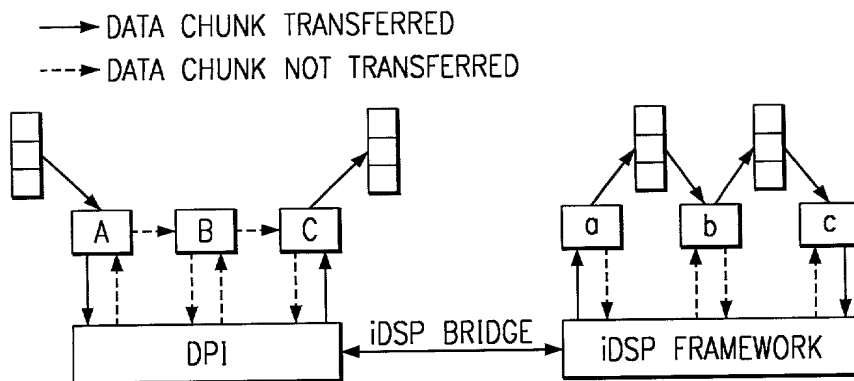 DATA CHUNK TRANSFERRED
DATA CHUNK NOT TRANSFERRED
A
B
C
a
b
c
DPI
iDSP BRIDGE
iDSP FRAMEWORK